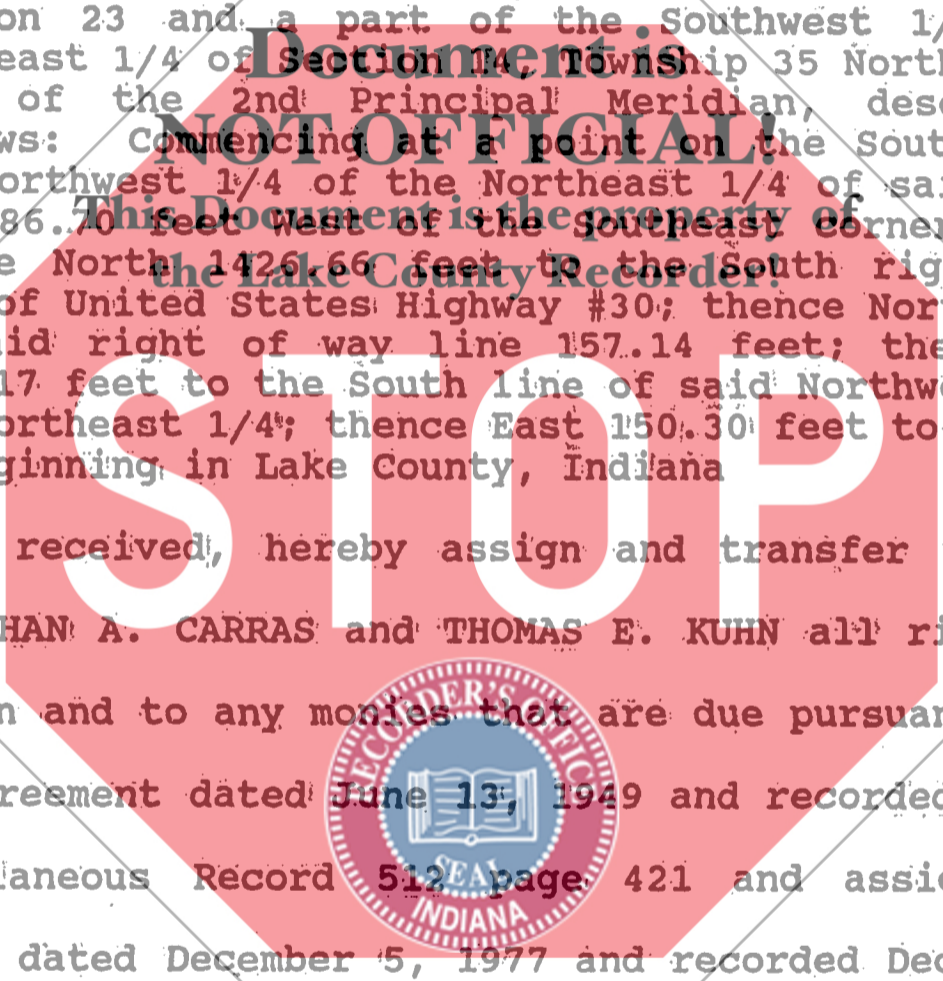 on 23 and a part of the Southwest 1/
east 1/4 of Section 14, Township 35 North
of the 2nd Principal Meridian, desc
ws: Commencing at a point on the Sout
orthwest 1/4 of the Northeast 1/4 of sa
86.70 feet West of the Southeast corner
e North 1426.66 feet to the South rig
of United States Highway #30; thence Nor
id right of way line 157.14 feet; the
17 feet to the South line of said Northwe
ortheast 1/4; thence East 150.30 feet to
ginning in Lake County, Indiana
received, hereby assign and transfer
HAN A. CARRAS and THOMAS E. KUHN all ri
n and to any monies that are due pursuan
reement dated June 13, 1949 and recorded
laneous Record 512 page 421 and assig
dated December 5, 1977 and recorded Dec
Document is
NOT OFFICIAL!
This Document is the property of
the Lake County Recorder!
STOP
RECORDER'S OFFICE
SEAL
INDIANA